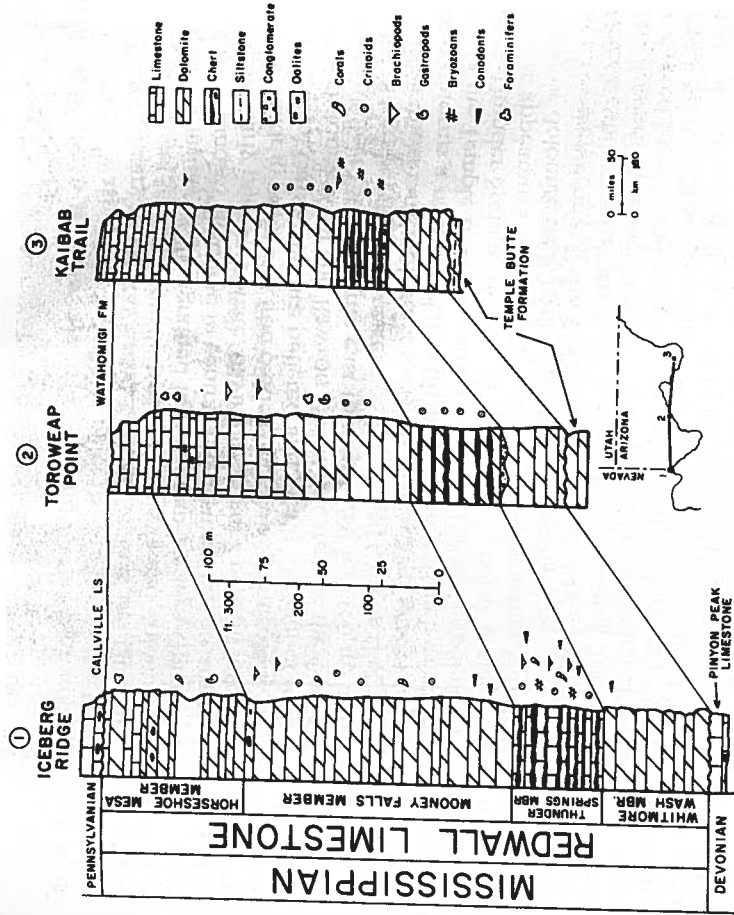 ①
ICEBERG
RIDGE
②
TOROWEAP
POINT
③
KAIBAB
TRAIL
CALLVILLE LS
WATAHOMIGI FM
PENNSYLVANIAN
HORSESHOE MESA
MEMBER
MOONEY FALLS MEMBER
THUNDER
SPRINGS MBR
WHITMORE
WASH MBR.
REDWALL LIMESTONE
MISSISSIPPIAN
DEVONIAN
PINYON PEAK
LIMESTONE
TEMPLE BUTTE
FORMATION
ft. 300
200
100
0
100 m
75
50
25
0
Limestone
Dolomite
Chert
Siltstone
Conglomerate
Oolites
Corals
Crinoids
Brachiopods
Gastropods
Bryozoans
Conodonts
Foraminifers
UTAH
ARIZONA
NEVADA
1
2
3
0 miles 50
0 km